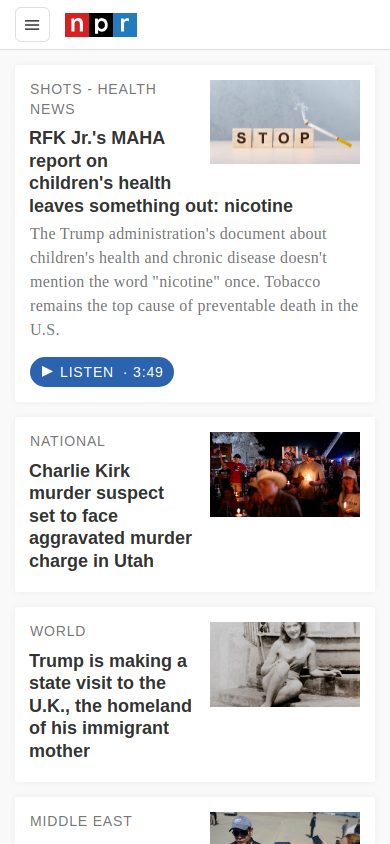 npr
SHOTS - HEALTH
NEWS
STOP
RFK Jr.'s MAHA
report on
children's health
leaves something out: nicotine
The Trump administration's document about
children's health and chronic disease doesn't
mention the word "nicotine" once. Tobacco
remains the top cause of preventable death in the
U.S.
LISTEN · 3:49
NATIONAL
Charlie Kirk
murder suspect
set to face
aggravated murder
charge in Utah
WORLD
Trump is making a
state visit to the
U.K., the homeland
of his immigrant
mother
MIDDLE EAST